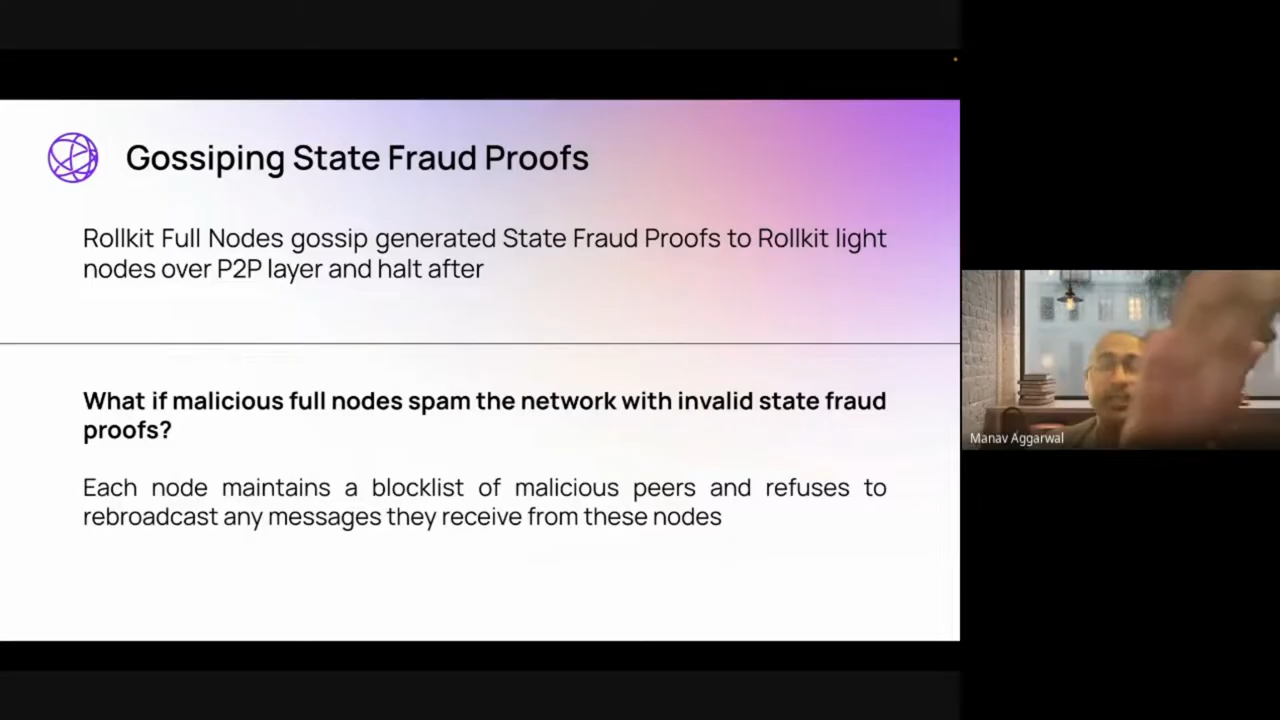 Gossiping State Fraud Proofs
Rollkit Full Nodes gossip generated State Fraud Proofs to Rollkit light
nodes over P2P layer and halt after
What if malicious full nodes spam the network with invalid state fraud
proofs?
Each node maintains a blocklist of malicious peers and refuses to
rebroadcast any messages they receive from these nodes
Manav Aggarwal